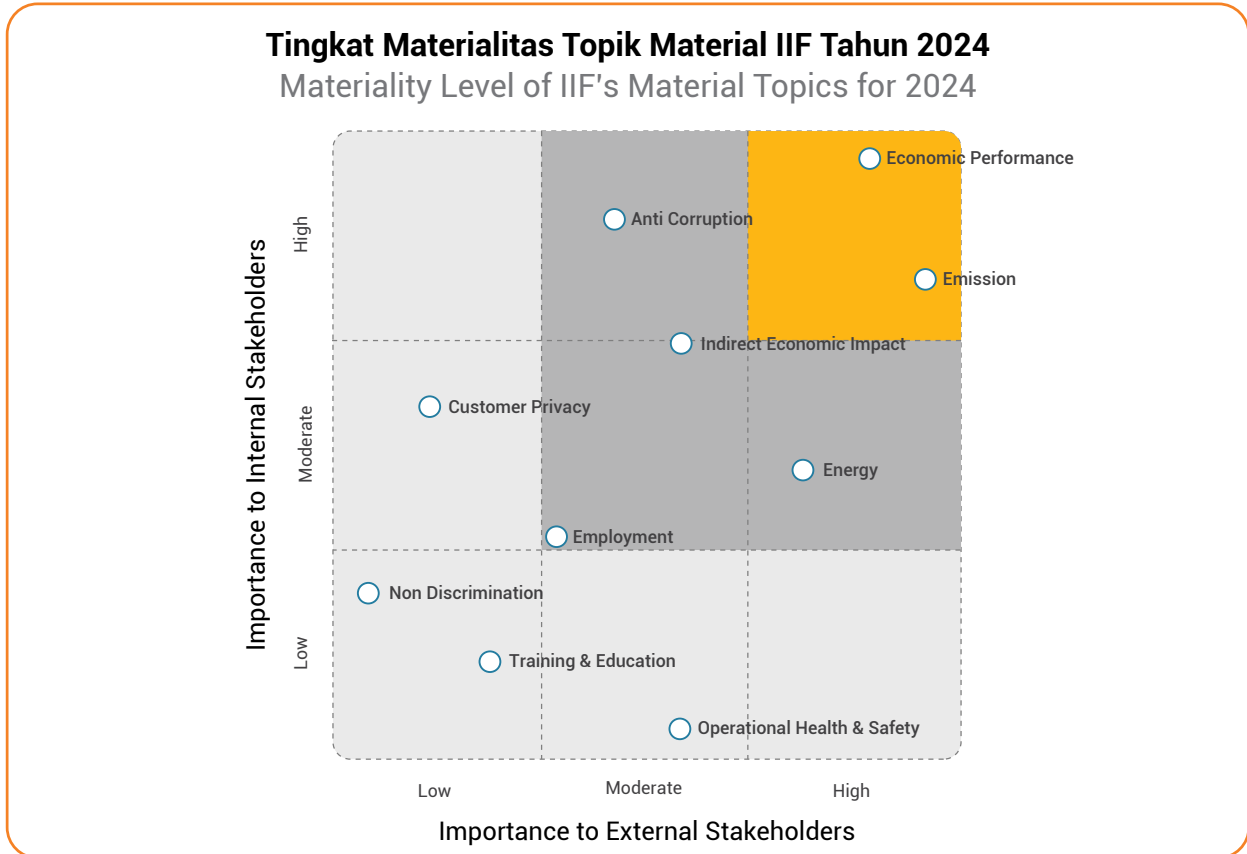 Tingkat Materialitas Topik Material IIF Tahun 2024
Materiality Level of IIF's Material Topics for 2024
Importance to Internal Stakeholders
High
Moderate
Low
Economic Performance
Anti Corruption
Emission
Indirect Economic Impact
Customer Privacy
Energy
Employment
Non Discrimination
Training & Education
Operational Health & Safety
Low
Moderate
High
Importance to External Stakeholders